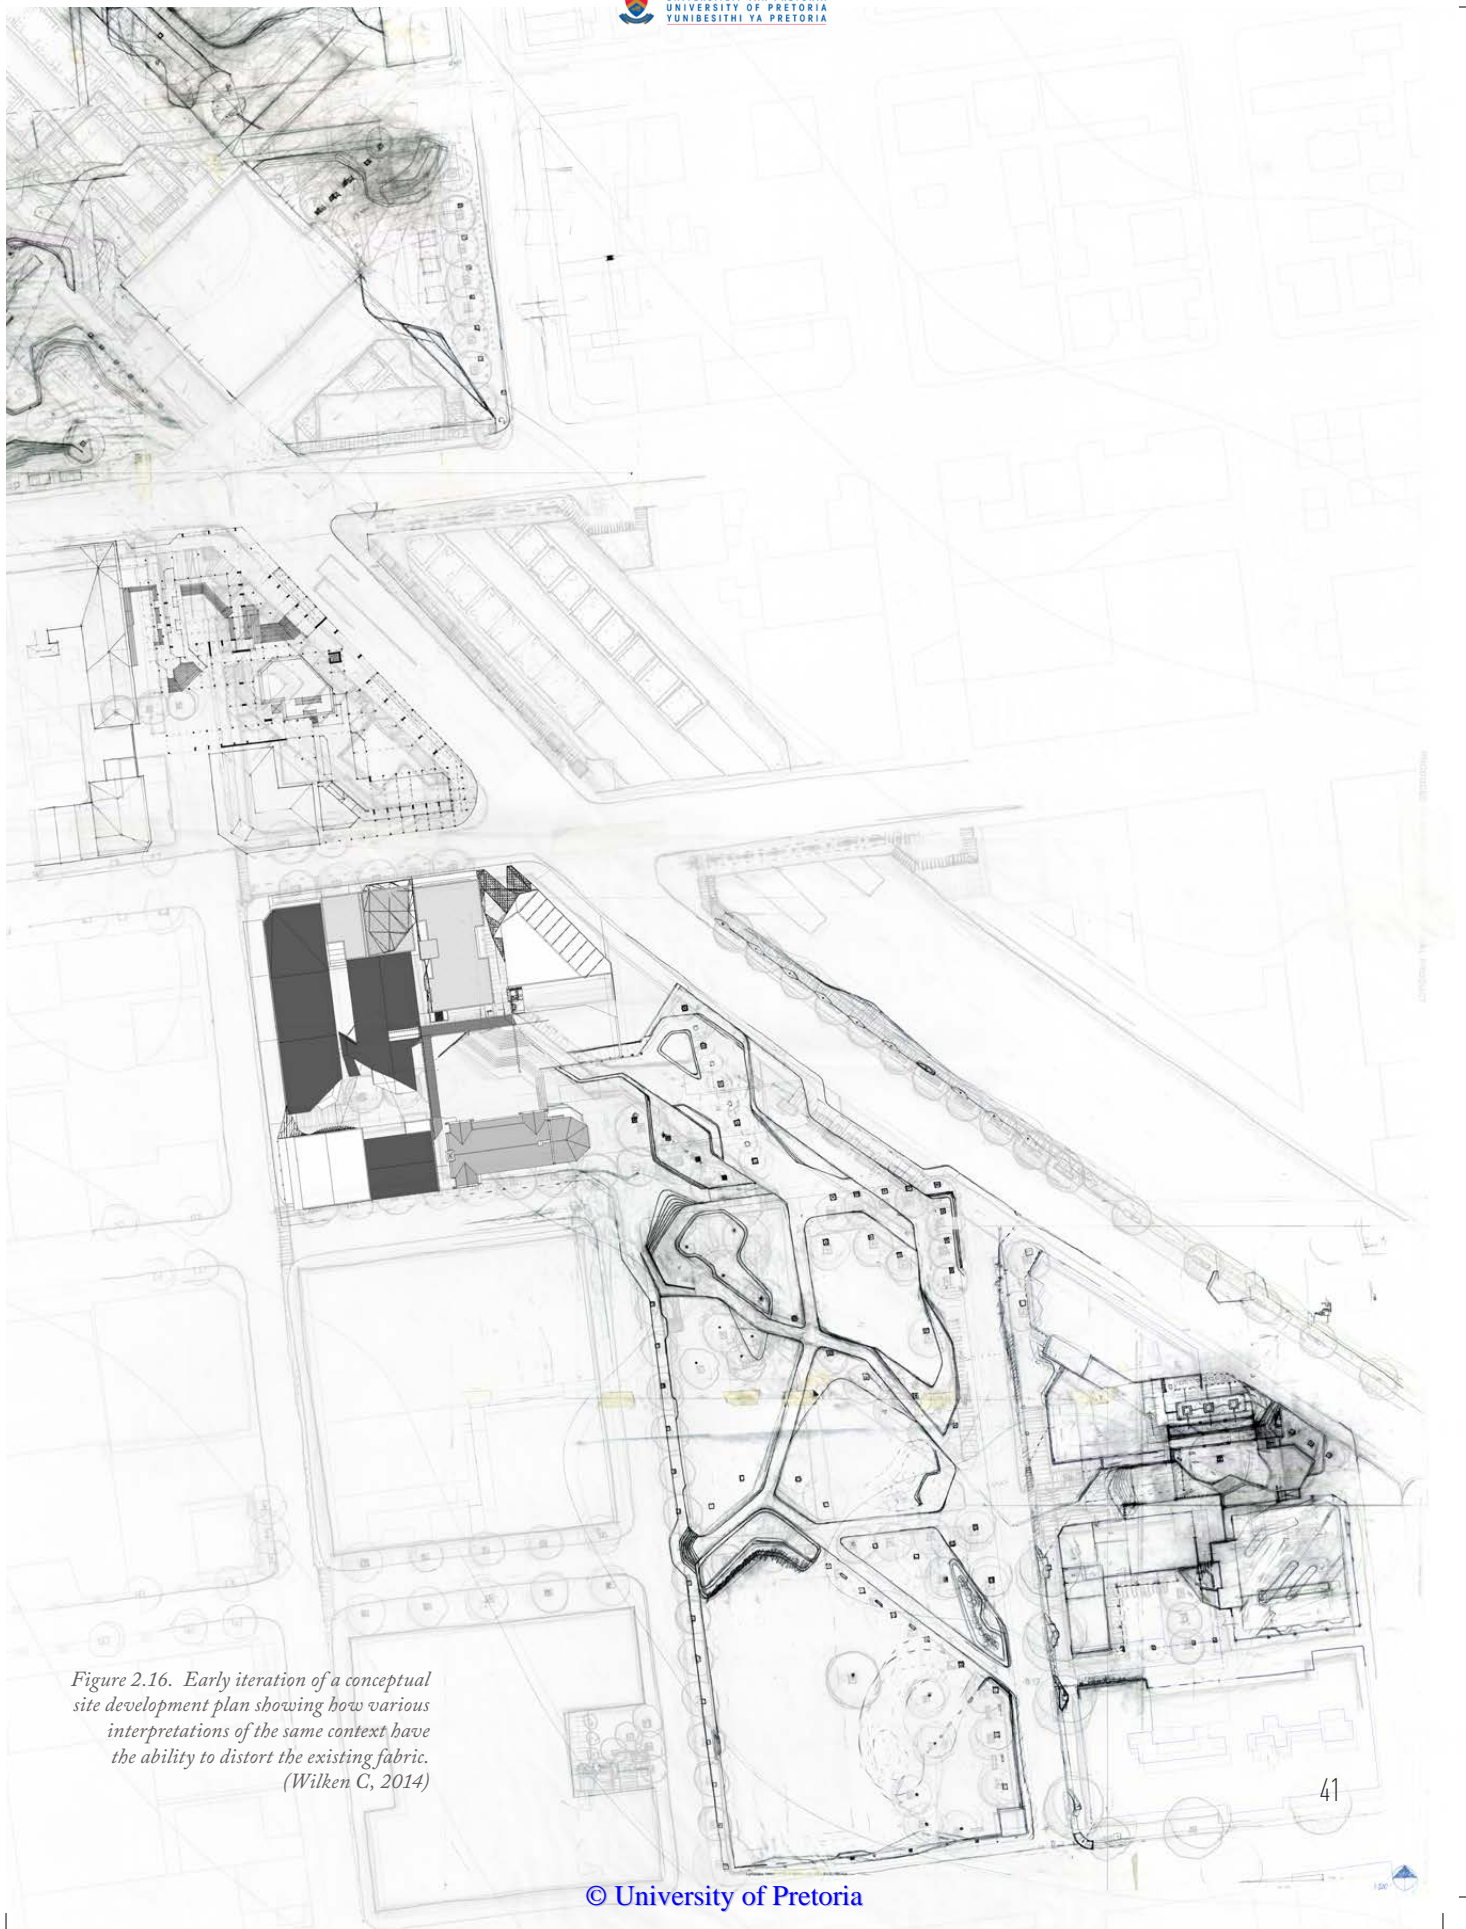 UNIVERSITY OF PRETORIA
YUNIBESITHI YA PRETORIA
Figure 2.16. Early iteration of a conceptual
site development plan showing how various
interpretations of the same context have
the ability to distort the existing fabric.
(Wilken C, 2014)
41
© University of Pretoria